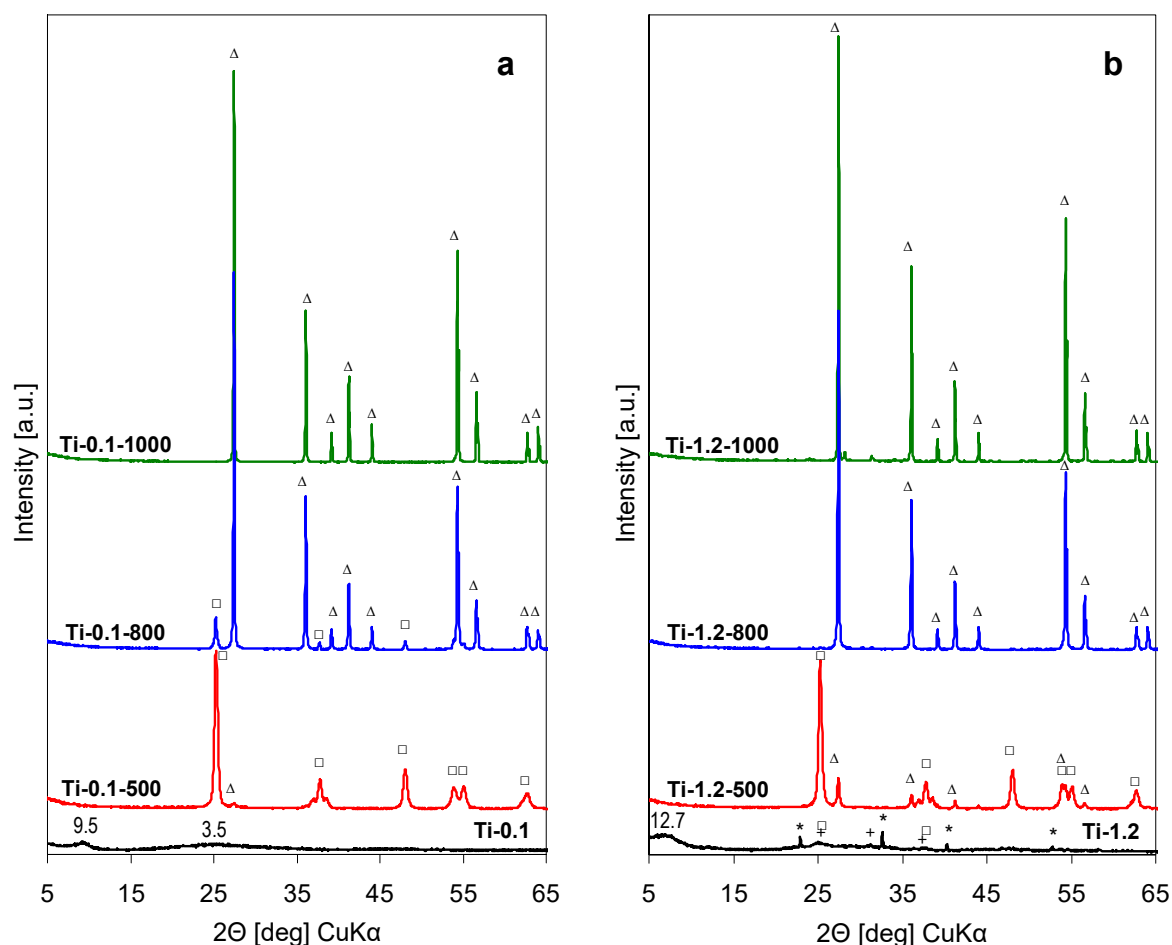 a
Δ
Δ
Δ
Δ
Δ
Δ
Δ
Δ
Δ
Ti-0.1-1000
Δ
Δ
Δ
Δ
Δ
Δ
Δ Δ
□
□
□
Ti-0.1-800
□
Δ
□
□
□ □
□
Ti-0.1-500
9.5
3.5
Ti-0.1
5 15 25 35 45 55 65
2Θ [deg] CuKα
Intensity [a.u.]
b
Δ
Δ
Δ
Δ
Δ
Δ
Δ
Δ Δ
Ti-1.2-1000
Δ
Δ
Δ
Δ
Δ
Δ
Δ Δ
Ti-1.2-800
□
Δ
Δ
□
Δ
□
Δ
□ □
Δ
□
Ti-1.2-500
12.7
* □ + + * □ + * *
Ti-1.2
5 15 25 35 45 55 65
2Θ [deg] CuKα
Intensity [a.u.]